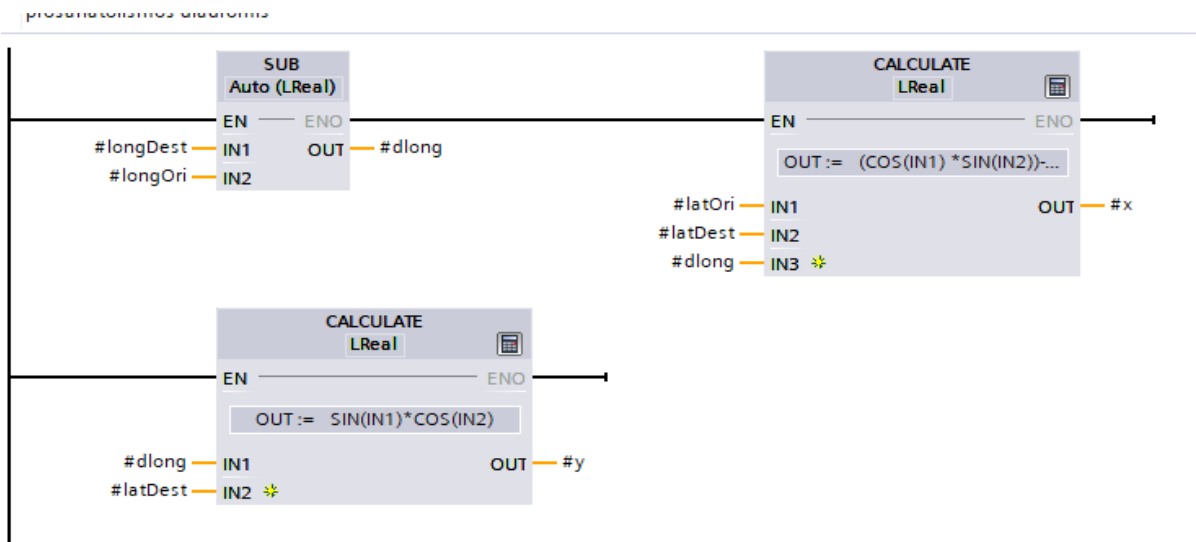 SUB
Auto (LReal)
EN ENO
#longDest IN1 OUT #dlong
#longOri IN2
CALCULATE
LReal
EN ENO
OUT := (COS(IN1) *SIN(IN2))-...
#latOri IN1 OUT #x
#latDest IN2
#dlong IN3
CALCULATE
LReal
EN ENO
OUT := SIN(IN1)*COS(IN2)
#dlong IN1 OUT #y
#latDest IN2